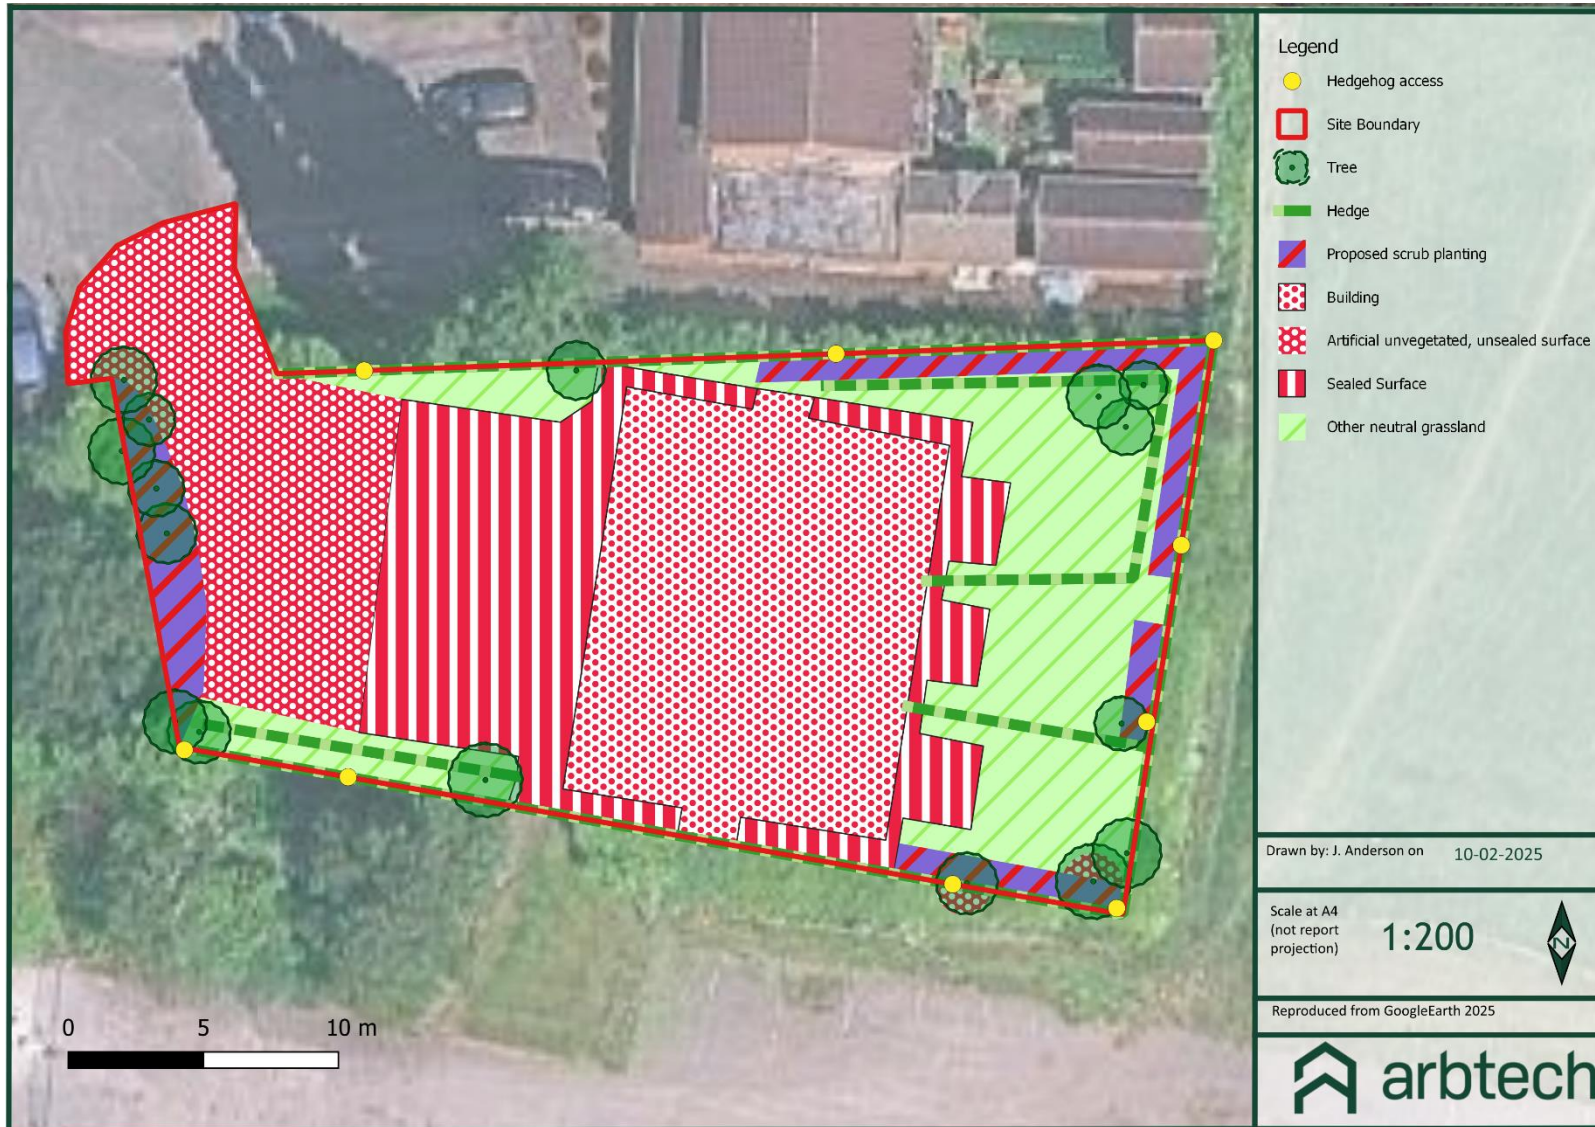 Legend
Hedgehog access
Site Boundary
Tree
Hedge
Proposed scrub planting
Building
Artificial unvegetated, unsealed surface
Sealed Surface
Other neutral grassland
Drawn by: J. Anderson on 10-02-2025
Scale at A4
(not report
projection)
1:200
N
Reproduced from GoogleEarth 2025
arbtech
0 5 10 m